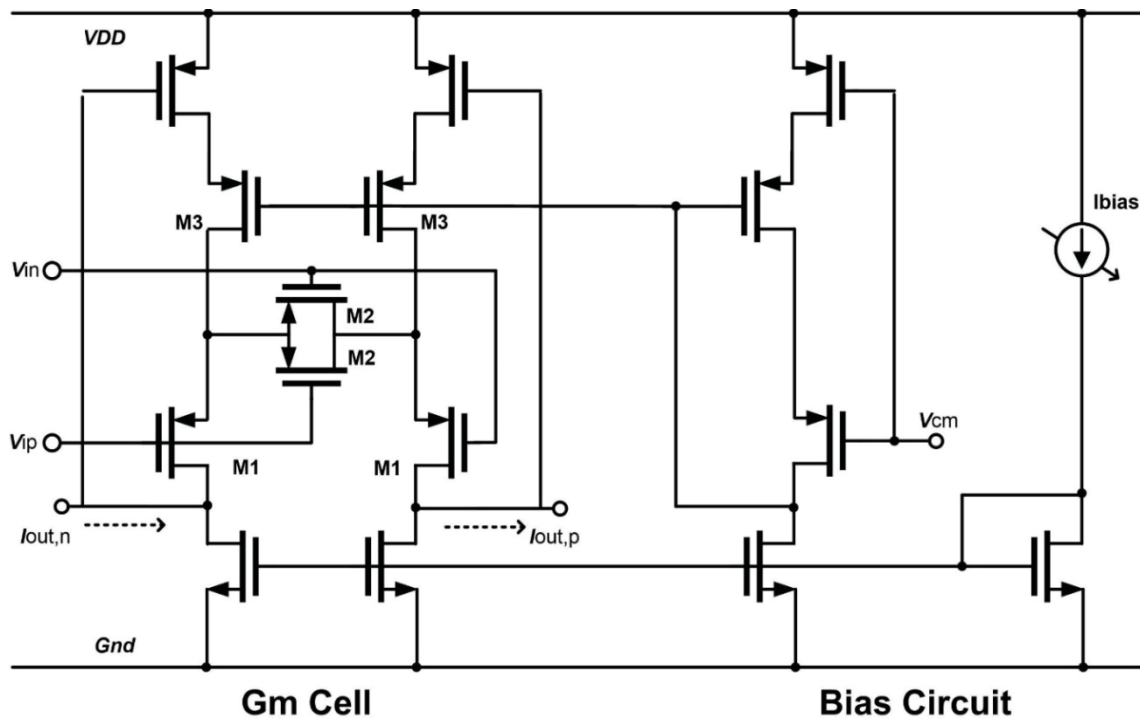 VDD
M3
M3
Ibias
Vin
M2
M2
Vip
Vcm
M1
M1
Iout,n
Iout,p
Gnd
Gm Cell
Bias Circuit